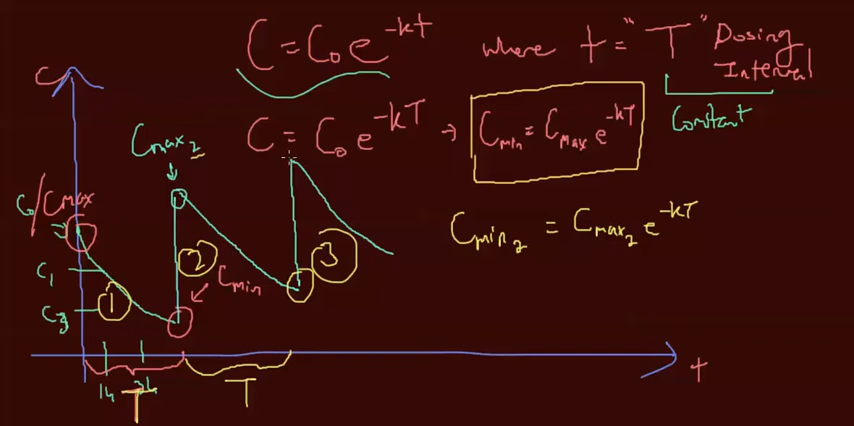 C = C₀e^-kt where t = "T" Dosing
Interval
Constant
C = C₀e^-kT → Cmin = Cmax e^-kT
Cmin₂ = Cmax₂ e^-kT
C
Cmax₂
C₀/Cmax
C₁
1
2
3
Cmin
t
1h
T
T